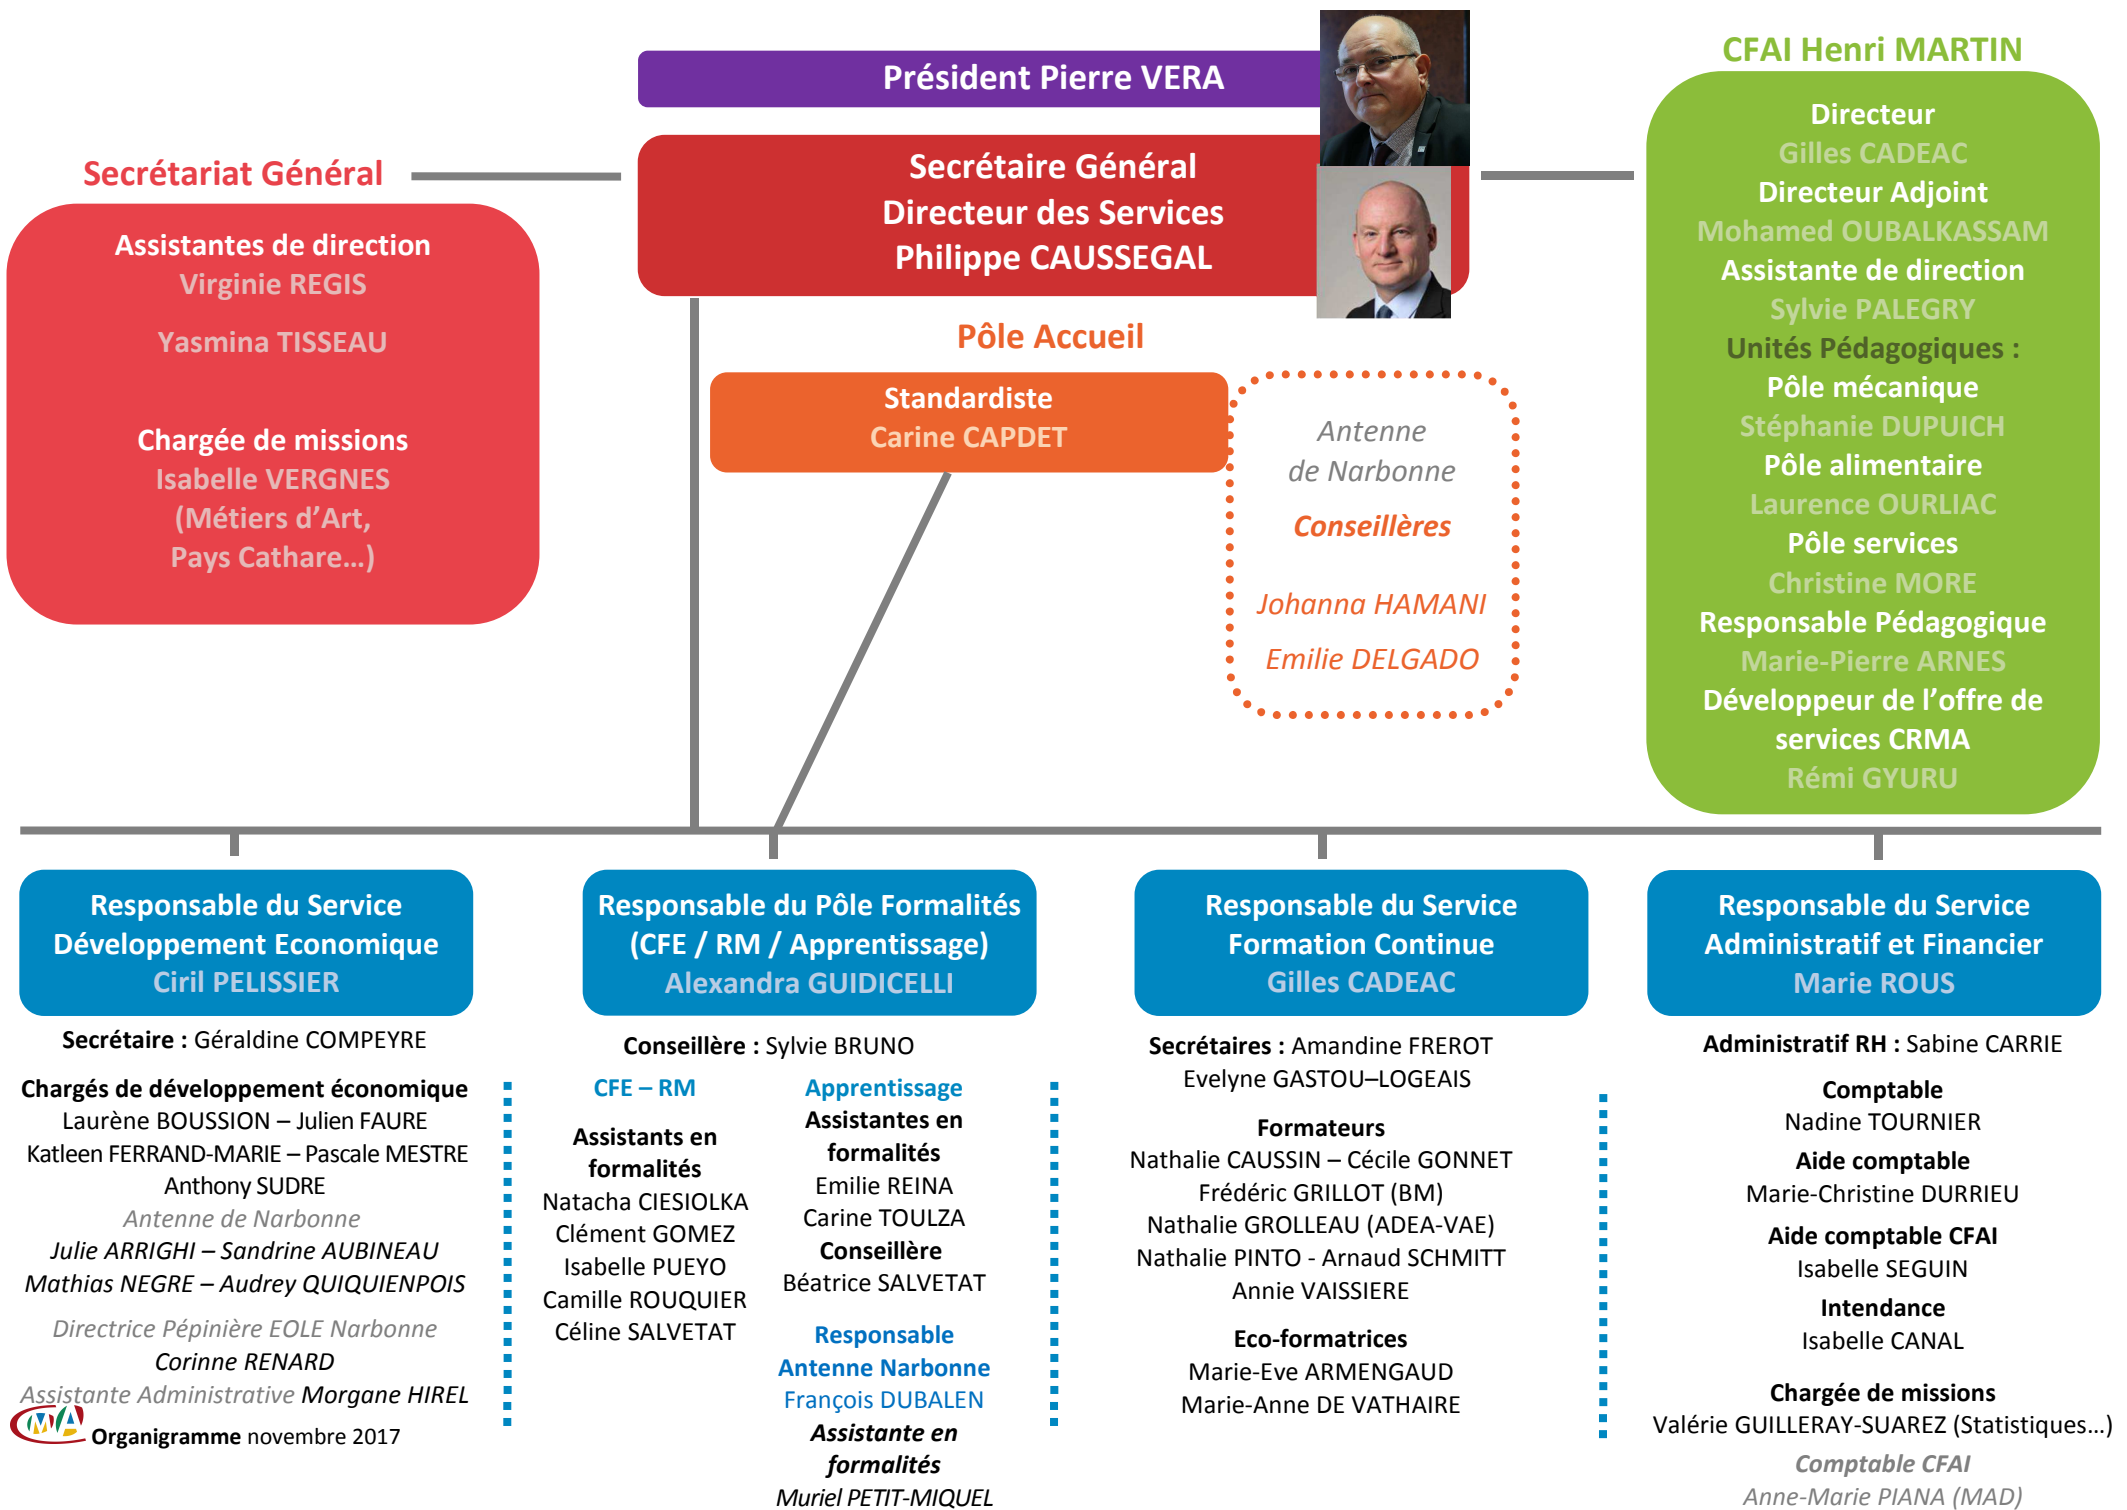 Président Pierre VERA
Secrétaire Général
Directeur des Services
Philippe CAUSSEGAL
Secrétariat Général
Assistantes de direction
Virginie REGIS
Yasmina TISSEAU
Chargée de missions
Isabelle VERGNES
(Métiers d’Art,
Pays Cathare…)
Pôle Accueil
Standardiste
Carine CAPDET
Antenne
de Narbonne
Conseillères
Johanna HAMANI
Emilie DELGADO
CFAI Henri MARTIN
Directeur
Gilles CADEAC
Directeur Adjoint
Mohamed OUBALKASSAM
Assistante de direction
Sylvie PALEGRY
Unités Pédagogiques :
Pôle mécanique
Stéphanie DUPUICH
Pôle alimentaire
Laurence OURLIAC
Pôle services
Christine MORE
Responsable Pédagogique
Marie-Pierre ARNES
Développeur de l’offre de
services CRMA
Rémi GYURU
Responsable du Service
Développement Economique
Ciril PELISSIER
Secrétaire : Géraldine COMPEYRE
Chargés de développement économique
Laurène BOUSSION – Julien FAURE
Katleen FERRAND-MARIE – Pascale MESTRE
Anthony SUDRE
Antenne de Narbonne
Julie ARRIGHI – Sandrine AUBINEAU
Mathias NEGRE – Audrey QUIQUIENPOIS
Directrice Pépinière EOLE Narbonne
Corinne RENARD
Assistante Administrative Morgane HIREL
CMA
Organigramme novembre 2017
Responsable du Pôle Formalités
(CFE / RM / Apprentissage)
Alexandra GUIDICELLI
Conseillère : Sylvie BRUNO
CFE – RM
Assistants en
formalités
Natacha CIESIOLKA
Clément GOMEZ
Isabelle PUEYO
Camille ROUQUIER
Céline SALVETAT
Apprentissage
Assistantes en
formalités
Emilie REINA
Carine TOULZA
Conseillère
Béatrice SALVETAT
Responsable
Antenne Narbonne
François DUBALEN
Assistante en
formalités
Muriel PETIT-MIQUEL
Responsable du Service
Formation Continue
Gilles CADEAC
Secrétaires : Amandine FREROT
Evelyne GASTOU–LOGEAIS
Formateurs
Nathalie CAUSSIN – Cécile GONNET
Frédéric GRILLOT (BM)
Nathalie GROLLEAU (ADEA-VAE)
Nathalie PINTO - Arnaud SCHMITT
Annie VAISSIERE
Eco-formatrices
Marie-Eve ARMENGAUD
Marie-Anne DE VATHAIRE
Responsable du Service
Administratif et Financier
Marie ROUS
Administratif RH : Sabine CARRIE
Comptable
Nadine TOURNIER
Aide comptable
Marie-Christine DURRIEU
Aide comptable CFAI
Isabelle SEGUIN
Intendance
Isabelle CANAL
Chargée de missions
Valérie GUILLERAY-SUAREZ (Statistiques…)
Comptable CFAI
Anne-Marie PIANA (MAD)